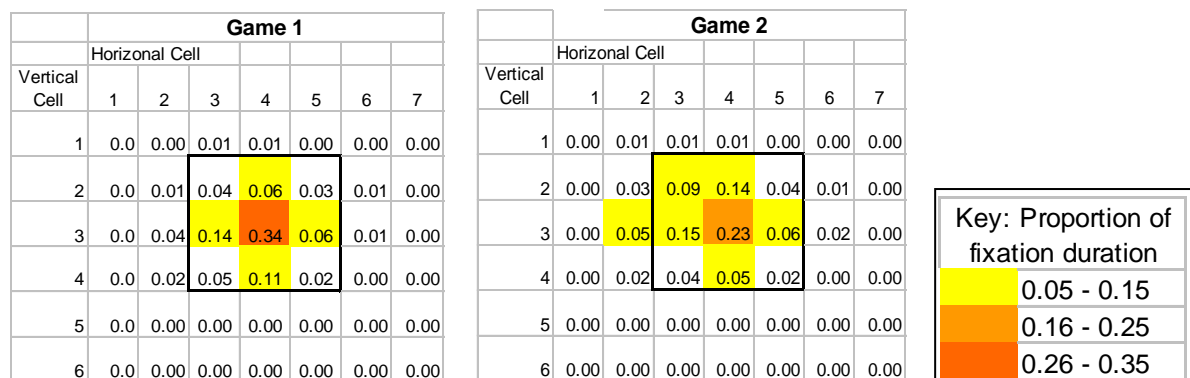 Game 1
Horizonal Cell
Vertical
Cell 1 2 3 4 5 6 7
1 0.0 0.00 0.01 0.01 0.00 0.00 0.00
2 0.0 0.01 0.04 0.06 0.03 0.01 0.00
3 0.0 0.04 0.14 0.34 0.06 0.01 0.00
4 0.0 0.02 0.05 0.11 0.02 0.00 0.00
5 0.0 0.00 0.00 0.00 0.00 0.00 0.00
6 0.0 0.00 0.00 0.00 0.00 0.00 0.00
Game 2
Horizonal Cell
Vertical
Cell 1 2 3 4 5 6 7
1 0.00 0.01 0.01 0.01 0.00 0.00 0.00
2 0.00 0.03 0.09 0.14 0.04 0.01 0.00
3 0.00 0.05 0.15 0.23 0.06 0.02 0.00
4 0.00 0.02 0.04 0.05 0.02 0.00 0.00
5 0.00 0.00 0.00 0.00 0.00 0.00 0.00
6 0.00 0.00 0.00 0.00 0.00 0.00 0.00
Key: Proportion of
fixation duration
0.05 - 0.15
0.16 - 0.25
0.26 - 0.35